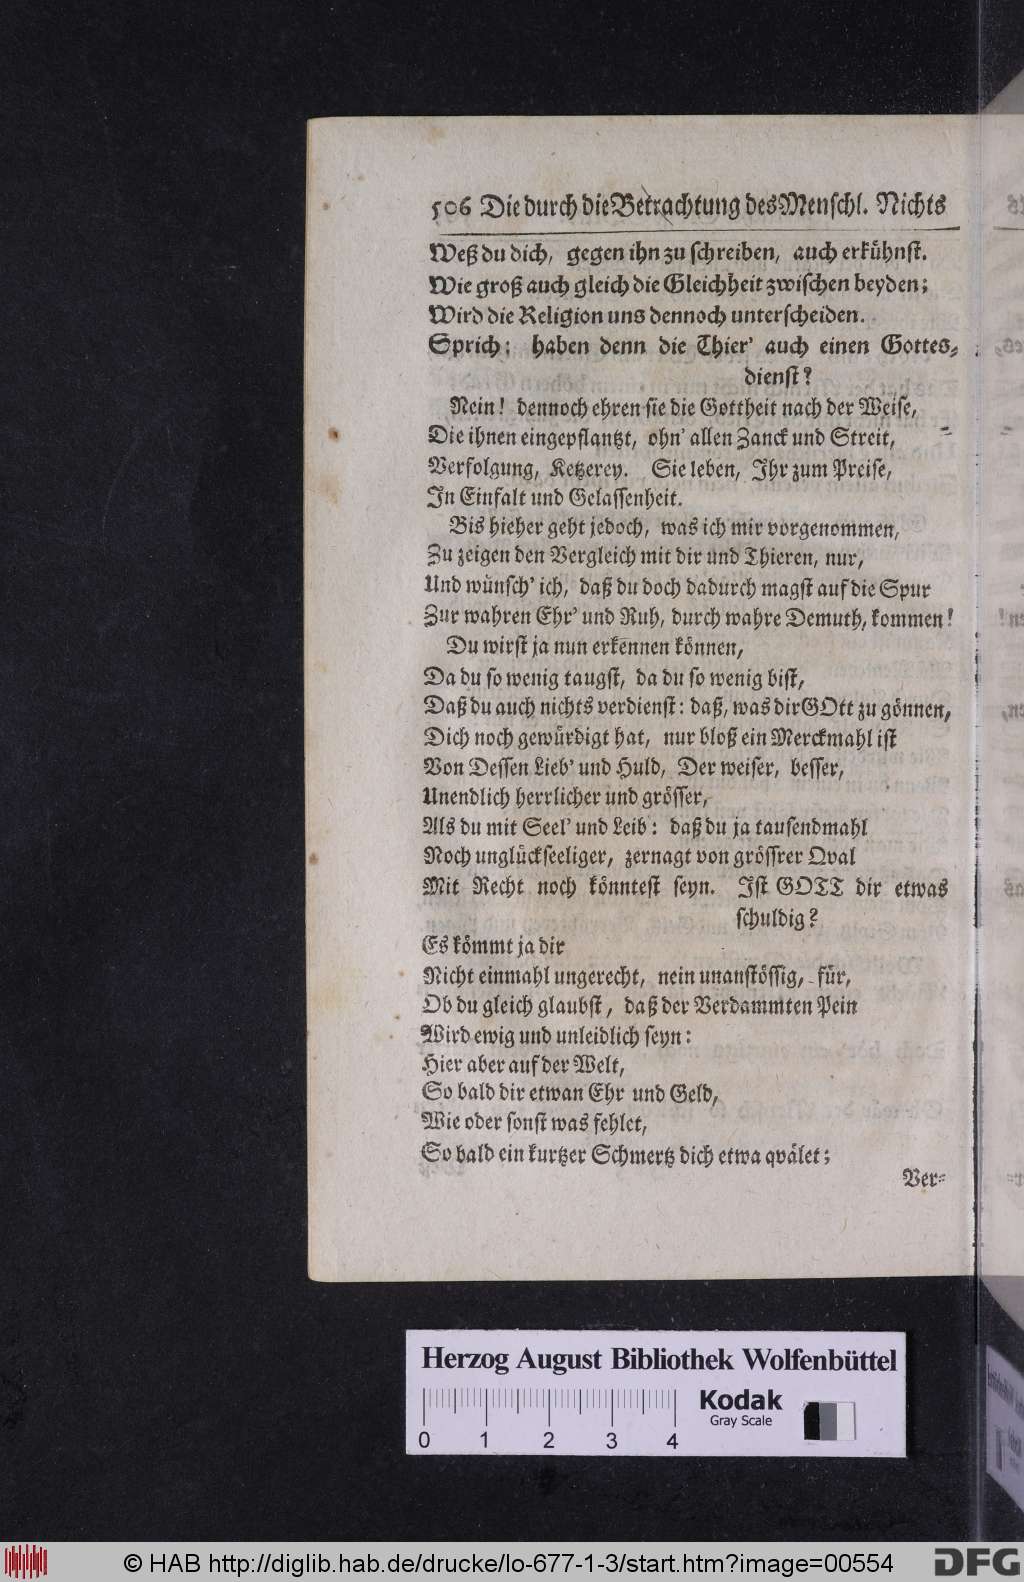 506 Die durch die Betrachtung des Menschl. Nichts
Weß du dich, gegen ihn zu schreiben, auch erkühnst.
Wie groß auch gleich die Gleichheit zwischen beyden;
Wird die Religion uns dennoch unterscheiden.
Sprich: haben denn die Thier' auch einen Gottes-
dienst?
Nein! dennoch ehren sie die Gottheit nach der Weise,
Die ihnen eingepflantzt, ohn' allen Zanck und Streit,
Verfolgung, Ketzerey. Sie leben, Ihr zum Preise,
In Einfalt und Gelassenheit.
Bis hieher geht jedoch, was ich mir vorgenommen,
Zu zeigen den Vergleich mit dir und Thieren, nur,
Und wünsch' ich, daß du doch dadurch magst auf die Spur
Zur wahren Ehr' und Ruh, durch wahre Demuth, kommen!
Du wirst ja nun erkennen können,
Da du so wenig taugst, da du so wenig bist,
Daß du auch nichts verdienst: daß, was dir GOtt zu gönnen,
Dich noch gewürdigt hat, nur bloß ein Merckmahl ist
Von Dessen Lieb' und Huld, Der weiser, besser,
Unendlich herrlicher und grösser,
Als du mit Seel' und Leib: daß du ja tausendmahl
Noch unglückseeliger, zernagt von grössrer Qval
Mit Recht noch könntest seyn. Ist GOTT dir etwas
schuldig?
Es kömmt ja dir
Nicht einmahl ungerecht, nein unanstössig, für,
Ob du gleich glaubst, daß der Verdammten Pein
Wird ewig und unleidlich seyn:
Hier aber auf der Welt,
So bald dir etwan Ehr und Geld,
Wie oder sonst was fehlet,
So bald ein kurtzer Schmertz dich etwa qvälet;
Ver-
Herzog August Bibliothek Wolfenbüttel
Kodak
Gray Scale
0 1 2 3 4
© HAB http://diglib.hab.de/drucke/lo-677-1-3/start.htm?image=00554
DFG